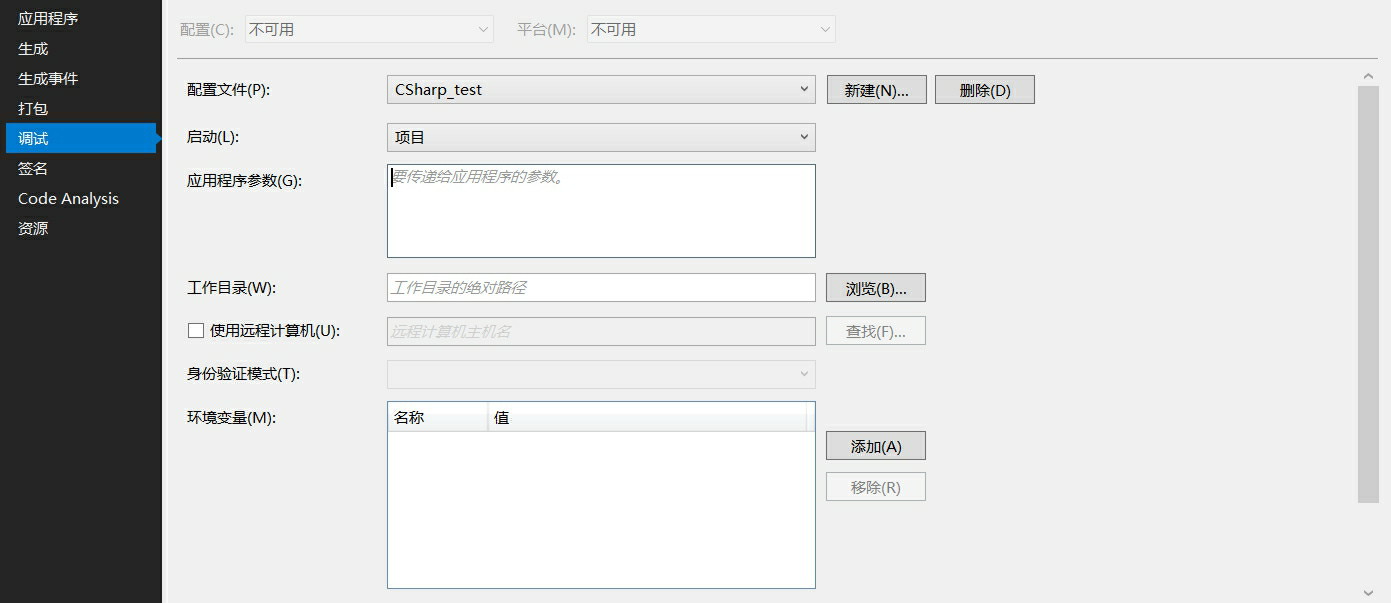 应用程序
生成
生成事件
打包
调试
签名
Code Analysis
资源
配置(C): 不可用 平台(M): 不可用
配置文件(P): CSharp_test 新建(N)... 删除(D)
启动(L): 项目
应用程序参数(G): 要传递给应用程序的参数。
工作目录(W): 工作目录的绝对路径 浏览(B)...
使用远程计算机(U): 远程计算机主机名 查找(F)...
身份验证模式(T):
环境变量(M): 名称 值
添加(A)
移除(R)